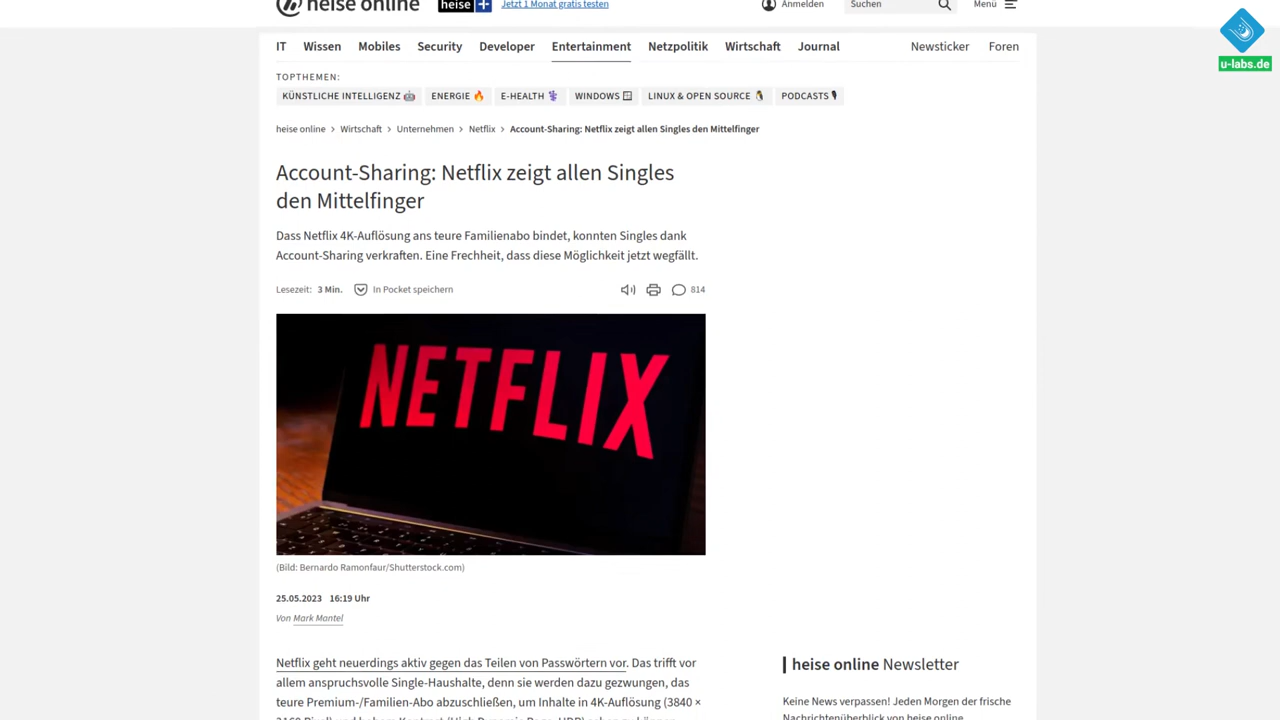 heise online heise + Jetzt 1 Monat gratis testen Anmelden Suchen Menü
u-labs.de
IT Wissen Mobiles Security Developer Entertainment Netzpolitik Wirtschaft Journal Newsticker Foren
TOPTHEMEN:
KÜNSTLICHE INTELLIGENZ 🤖 ENERGIE 🔥 E-HEALTH ⚕️ WINDOWS 🪟 LINUX & OPEN SOURCE 🐧 PODCASTS 🎙
heise online > Wirtschaft > Unternehmen > Netflix > Account-Sharing: Netflix zeigt allen Singles den Mittelfinger
Account-Sharing: Netflix zeigt allen Singles
den Mittelfinger
Dass Netflix 4K-Auflösung ans teure Familienabo bindet, konnten Singles dank
Account-Sharing verkraften. Eine Frechheit, dass diese Möglichkeit jetzt wegfällt.
Lesezeit: 3 Min. In Pocket speichern 814
NETFLIX
(Bild: Bernardo Ramonfaur/Shutterstock.com)
25.05.2023 16:19 Uhr
Von Mark Mantel
Netflix geht neuerdings aktiv gegen das Teilen von Passwörtern vor. Das trifft vor
allem anspruchsvolle Single-Haushalte, denn sie werden dazu gezwungen, das
teure Premium-/Familien-Abo abzuschließen, um Inhalte in 4K-Auflösung (3840 ×
heise online Newsletter
Keine News verpassen! Jeden Morgen der frische
Nachrichtenüberblick von heise online.